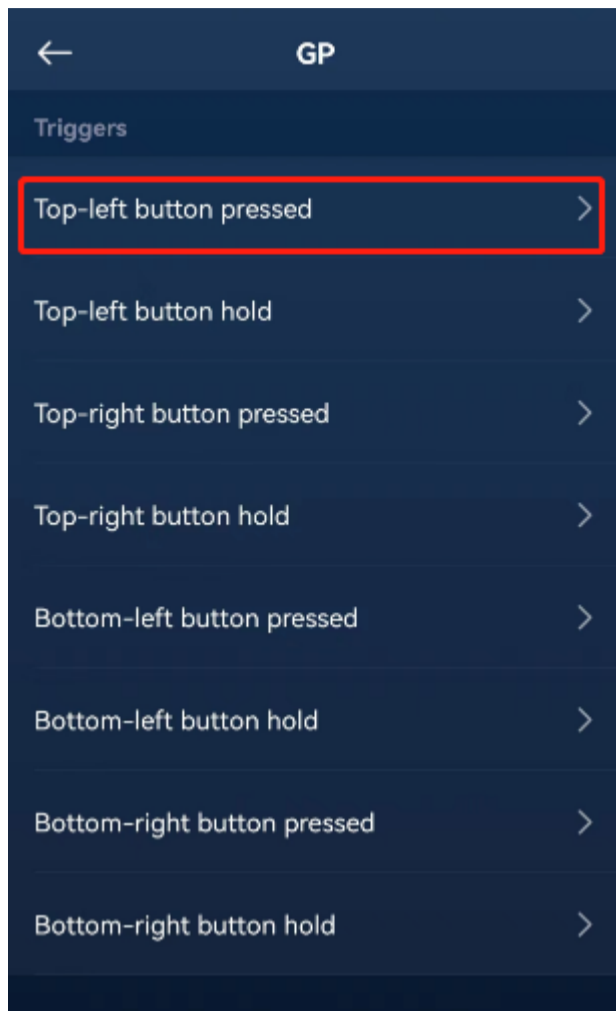 GP
Triggers
Top-left button pressed
Top-left button hold
Top-right button pressed
Top-right button hold
Bottom-left button pressed
Bottom-left button hold
Bottom-right button pressed
Bottom-right button hold